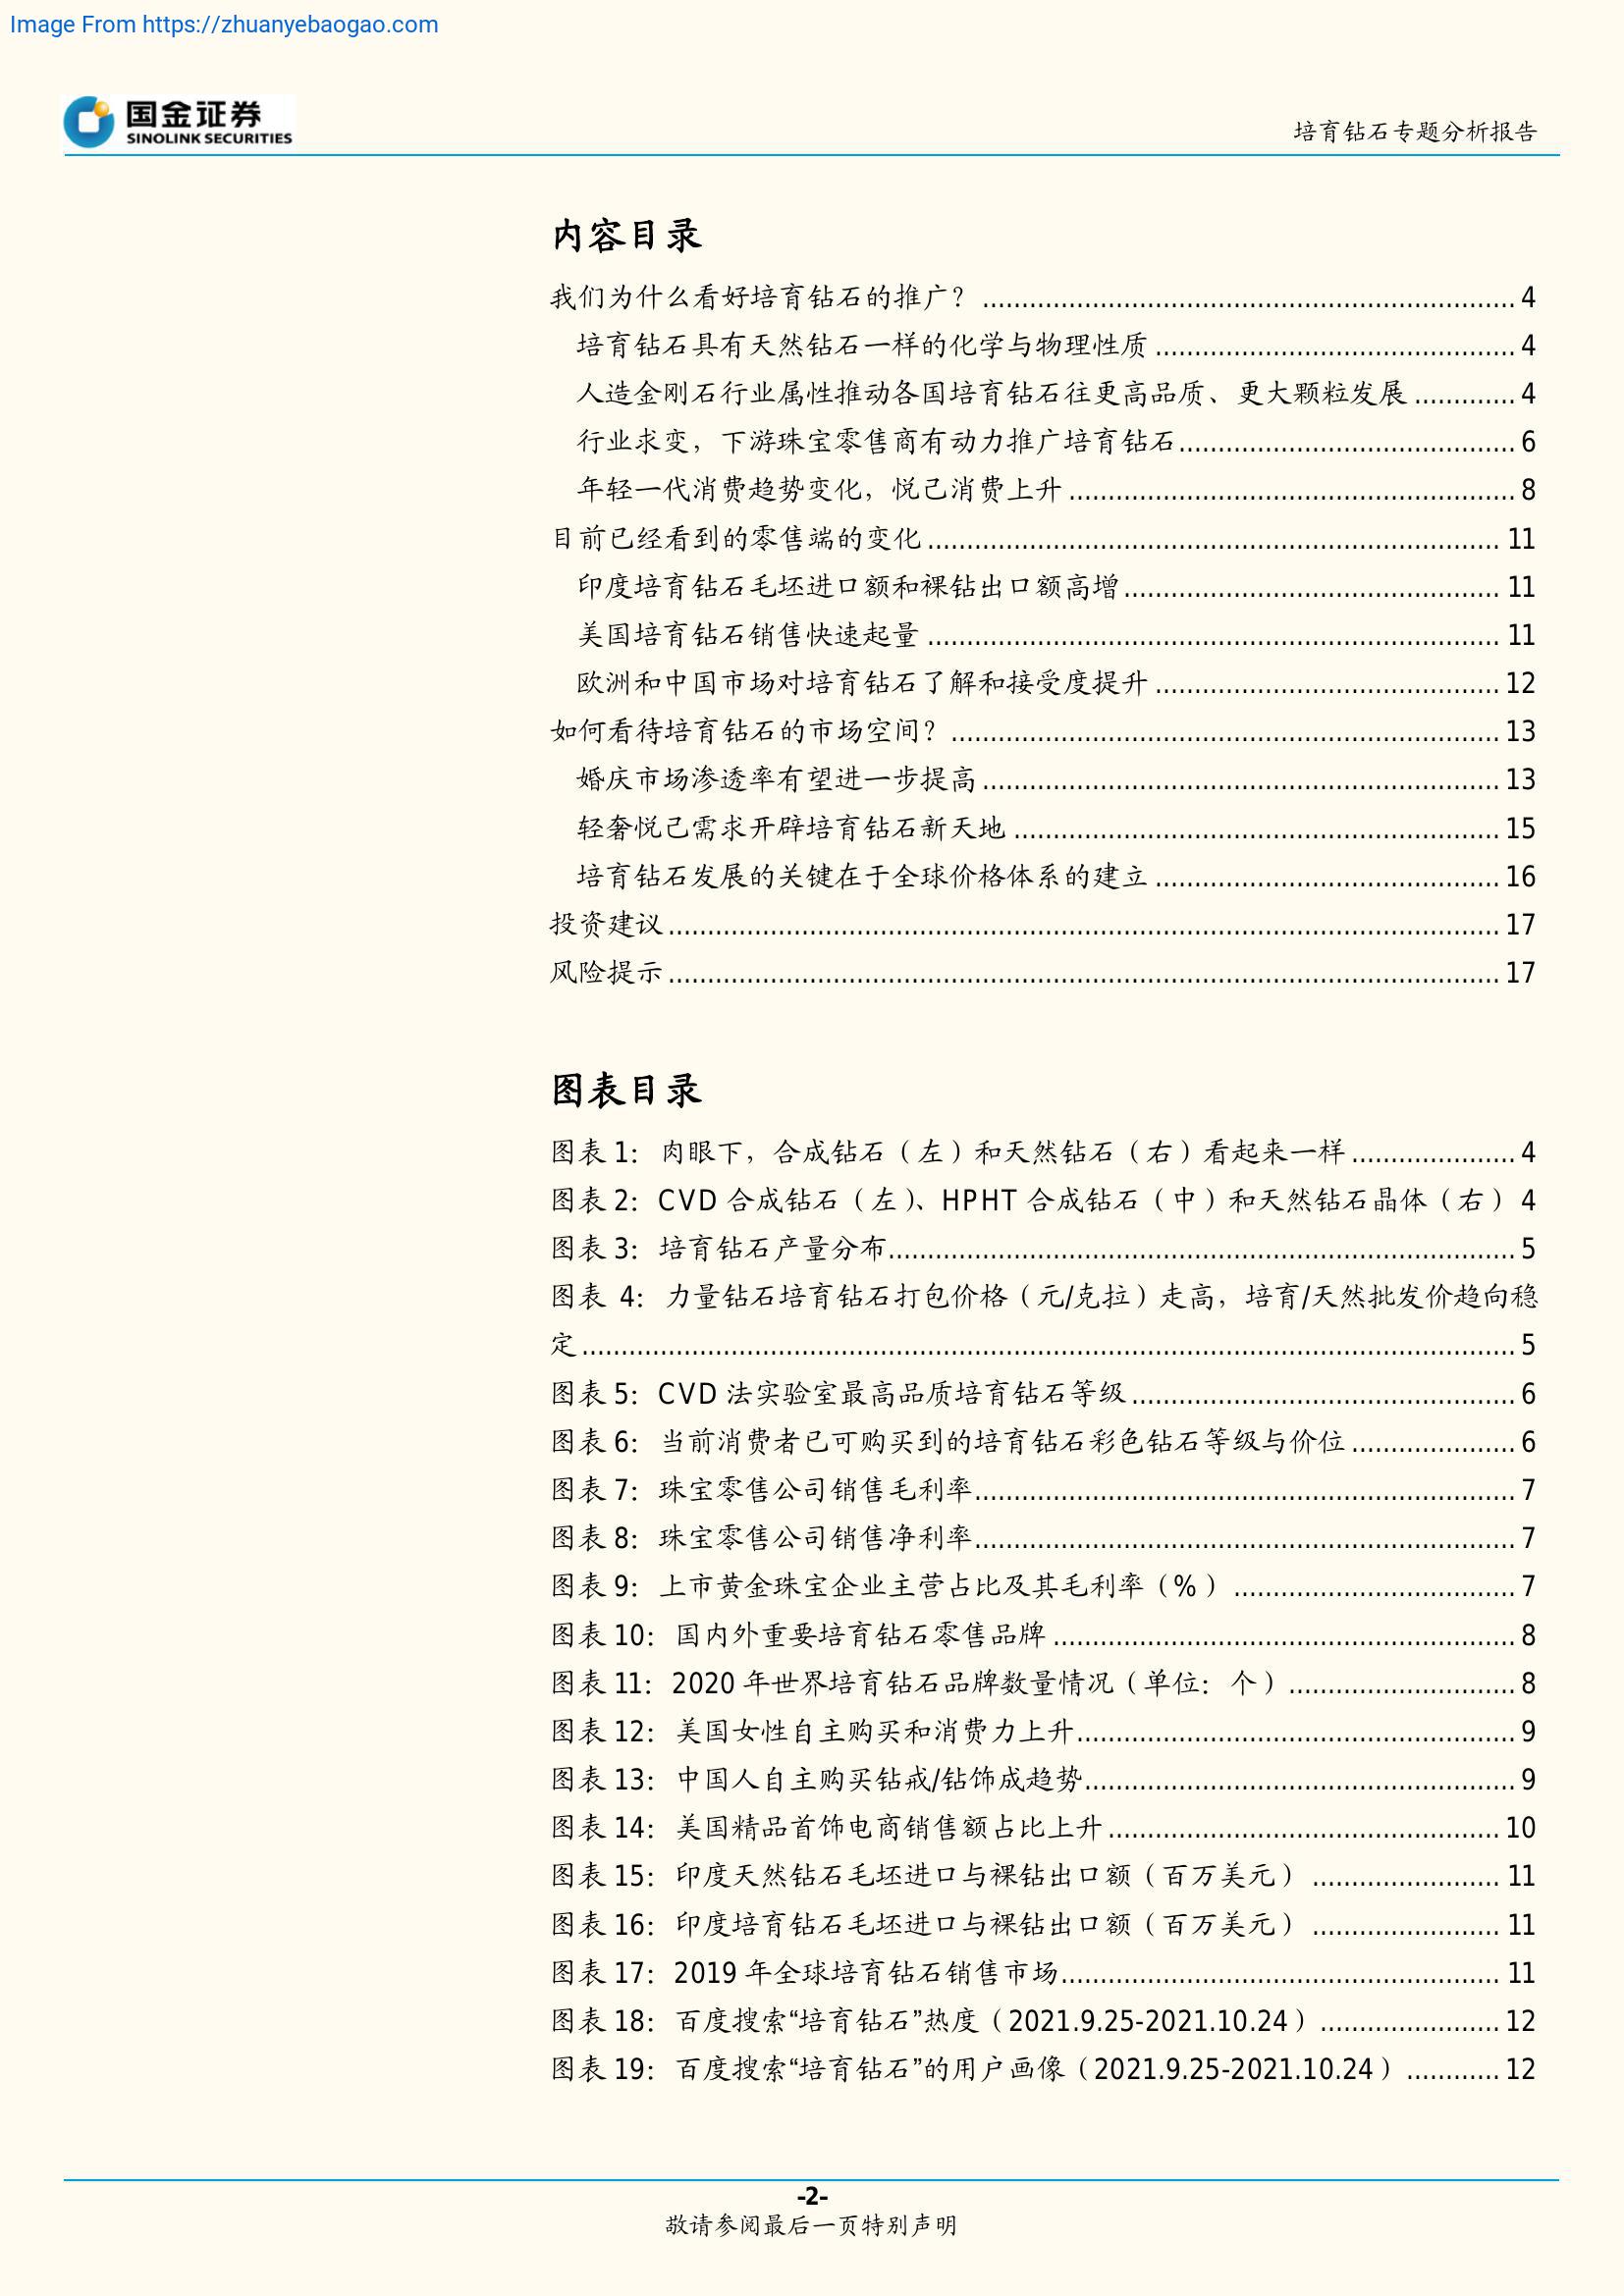 Image From https://zhuanyebaogao.com
国金证券
SINOLINK SECURITIES
培育钻石专题分析报告
内容目录
我们为什么看好培育钻石的推广？ ........ 4
培育钻石具有天然钻石一样的化学与物理性质 ........ 4
人造金刚石行业属性推动各国培育钻石往更高品质、更大颗粒发展 ........ 4
行业求变，下游珠宝零售商有动力推广培育钻石 ........ 6
年轻一代消费趋势变化，悦己消费上升 ........ 8
目前已经看到的零售端的变化 ........ 11
印度培育钻石毛坯进口额和裸钻出口额高增 ........ 11
美国培育钻石销售快速起量 ........ 11
欧洲和中国市场对培育钻石了解和接受度提升 ........ 12
如何看待培育钻石的市场空间？ ........ 13
婚庆市场渗透率有望进一步提高 ........ 13
轻奢悦己需求开辟培育钻石新天地 ........ 15
培育钻石发展的关键在于全球价格体系的建立 ........ 16
投资建议 ........ 17
风险提示 ........ 17
图表目录
图表 1：肉眼下，合成钻石（左）和天然钻石（右）看起来一样 ........ 4
图表 2：CVD 合成钻石（左）、HPHT 合成钻石（中）和天然钻石晶体（右） 4
图表 3：培育钻石产量分布 ........ 5
图表 4：力量钻石培育钻石打包价格（元/克拉）走高，培育/天然批发价趋向稳
定 ........ 5
图表 5：CVD 法实验室最高品质培育钻石等级 ........ 6
图表 6：当前消费者已可购买到的培育钻石彩色钻石等级与价位 ........ 6
图表 7：珠宝零售公司销售毛利率 ........ 7
图表 8：珠宝零售公司销售净利率 ........ 7
图表 9：上市黄金珠宝企业主营占比及其毛利率（%） ........ 7
图表 10：国内外重要培育钻石零售品牌 ........ 8
图表 11：2020 年世界培育钻石品牌数量情况（单位：个） ........ 8
图表 12：美国女性自主购买和消费力上升 ........ 9
图表 13：中国人自主购买钻戒/钻饰成趋势 ........ 9
图表 14：美国精品首饰电商销售额占比上升 ........ 10
图表 15：印度天然钻石毛坯进口与裸钻出口额（百万美元） ........ 11
图表 16：印度培育钻石毛坯进口与裸钻出口额（百万美元） ........ 11
图表 17：2019 年全球培育钻石销售市场 ........ 11
图表 18：百度搜索“培育钻石”热度（2021.9.25-2021.10.24） ........ 12
图表 19：百度搜索“培育钻石”的用户画像（2021.9.25-2021.10.24） ........ 12
-2-
敬请参阅最后一页特别声明